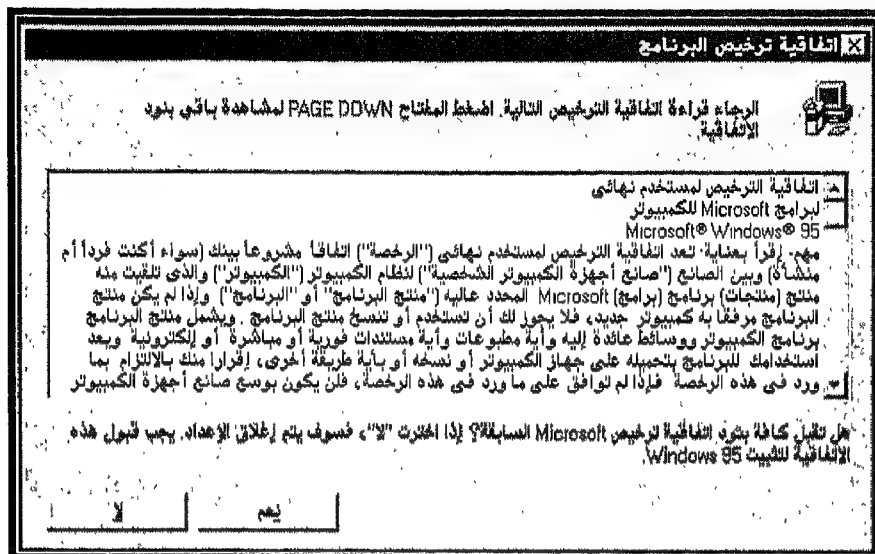 اتفاقية ترخيص البرنامج
الرجاء قراءة اتفاقية الترخيص التالية. اضغط المفتاح PAGE DOWN لمشاهدة باقي بنود
الاتفاقية.
اتفاقية الترخيص لمستخدم نهائي
لبرامج Microsoft للكمبيوتر
Microsoft® Windows® 95
مهم- إقرأ بعناية: تعد اتفاقية الترخيص لمستخدم نهائي ("الرخصة") اتفاقاً مشروعاً بينك (سواء أكنت فرداً أم
منشأة) وبين الصانع ("صانع أجهزة الكمبيوتر الشخصية") لنظام الكمبيوتر ("الكمبيوتر") والذى تلقيت منه
منتج (منتجات) برنامج (برامج) Microsoft المحدد عاليه ("منتج البرنامج" أو "البرنامج") وإذا لم يكن منتج
البرنامج مرفقا به كمبيوتر جديد، فلا يجوز لك أن تستخدم أو تنسخ منتج البرنامج. ويشمل منتج البرنامج
برنامج الكمبيوتر ووسائط عائدة إليه وأية مطبوعات وأية مستندات فورية أو مباشرة أو إلكترونية ويعد
استخدامك للبرنامج بتحميله على جهاز الكمبيوتر أو نسخه أو بأية طريقة أخرى، إقرارا منك بالالتزام بما
ورد فى هذه الرخصة فإذا لم توافق على ما ورد فى هذه الرخصة، فلن يكون بوسع صانع أجهزة الكمبيوتر
هل تقبل كافة بنود اتفاقية ترخيص Microsoft السابقة؟ إذا اخترت "لا"، فسوف يتم إغلاق الإعداد. يجب قبول هذه
الاتفاقية لتثبيت Windows 95.
نعم
لا